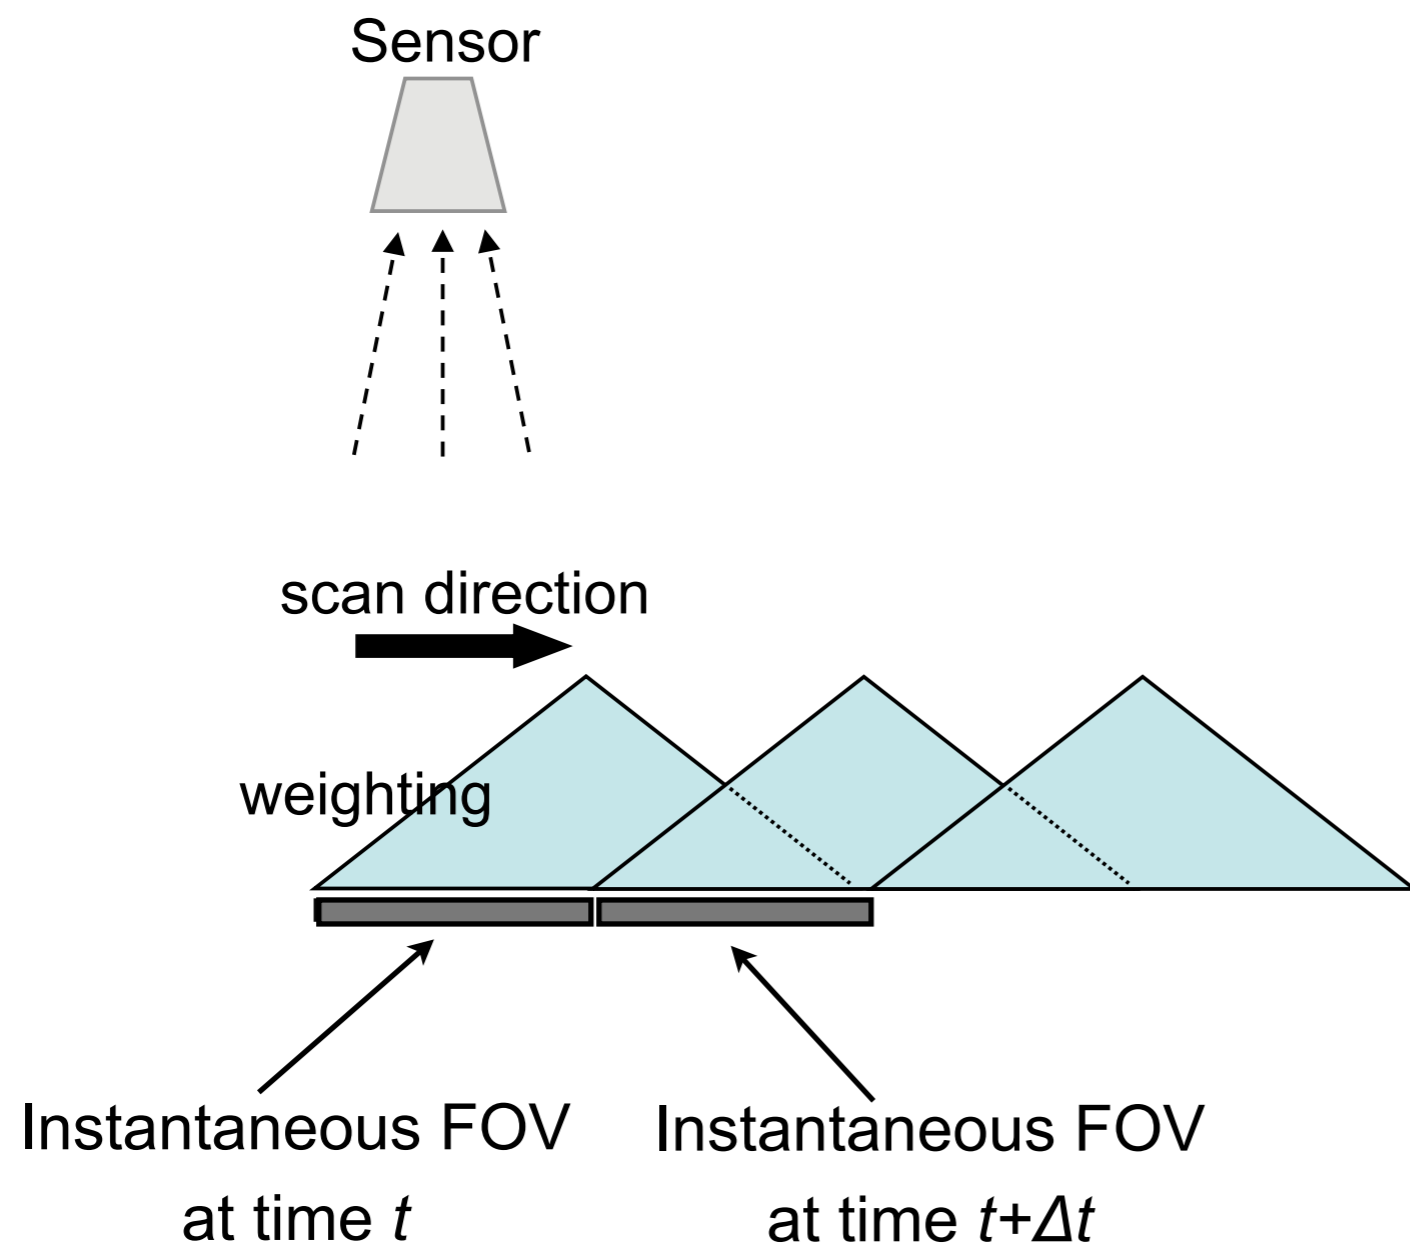 Sensor
scan direction
weighting
Instantaneous FOV
at time t
Instantaneous FOV
at time t+Δt